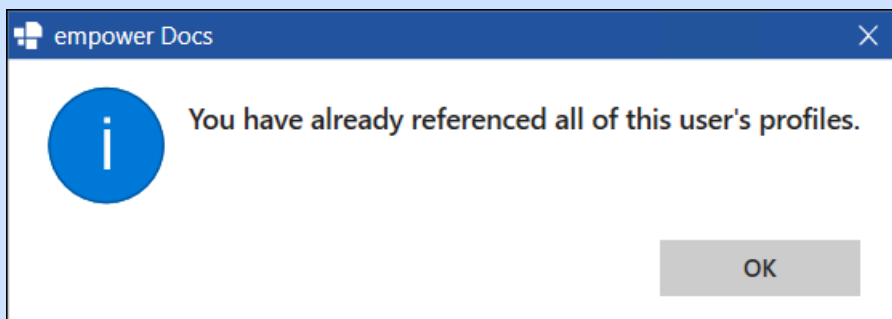 empower Docs
You have already referenced all of this user's profiles.
OK